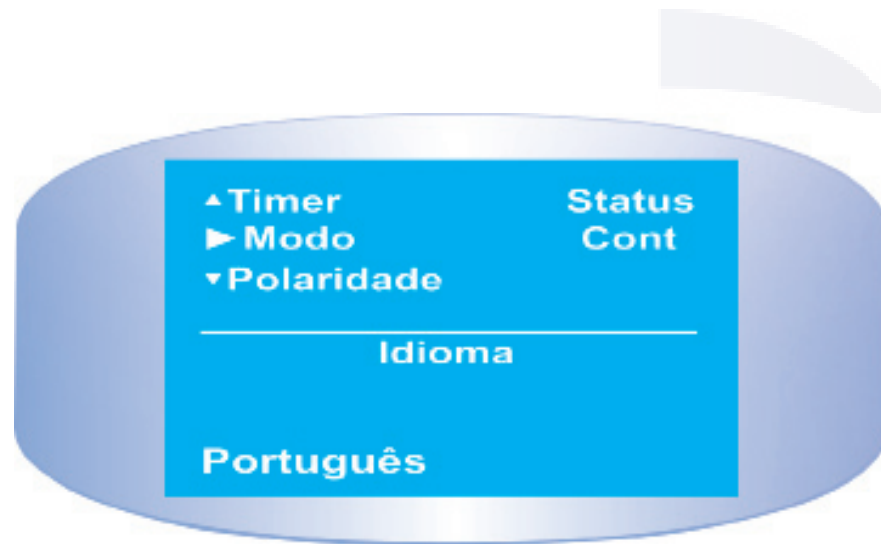 Timer Status
Modo Cont
Polaridade
Idioma
Português